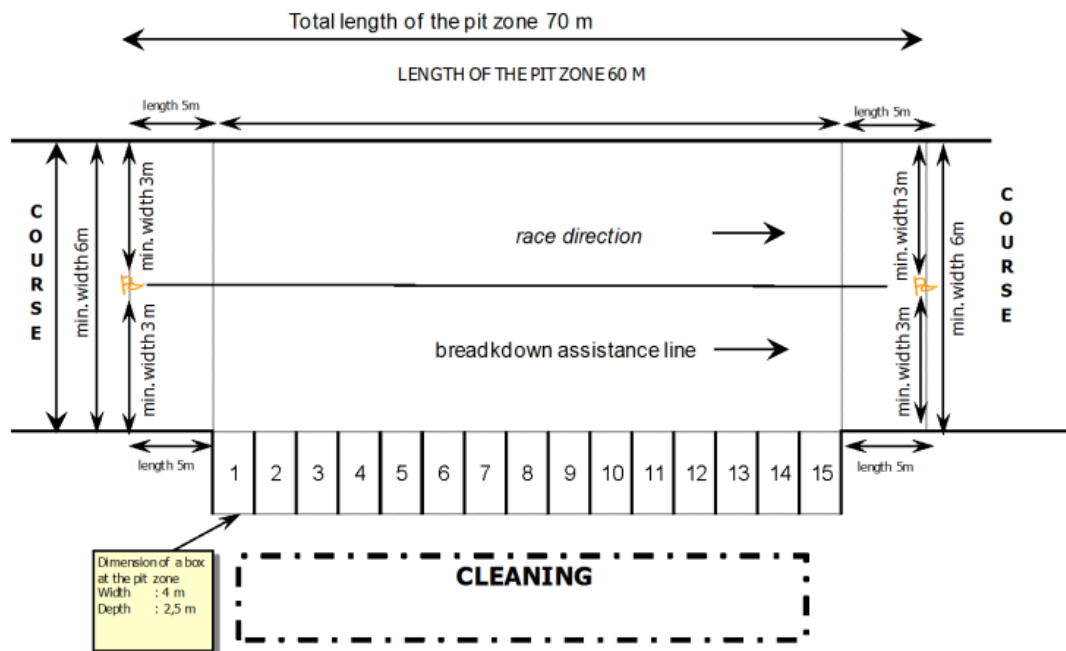 Total length of the pit zone 70 m
LENGTH OF THE PIT ZONE 60 M
length 5m
length 5m
COURSE
min. width 6m
min. width 3m
min. width 3 m
race direction
breadkdown assistance line
min. width 3m
min. width 3m
min. width 6m
COURSE
length 5m
length 5m
1 2 3 4 5 6 7 8 9 10 11 12 13 14 15
Dimension of a box
at the pit zone
Width : 4 m
Depth : 2,5 m
CLEANING